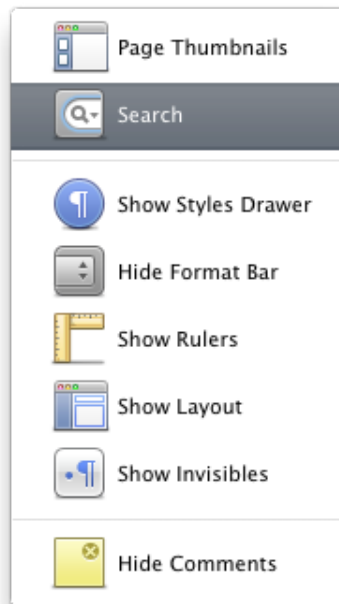 Page Thumbnails
Search
Show Styles Drawer
Hide Format Bar
Show Rulers
Show Layout
Show Invisibles
Hide Comments